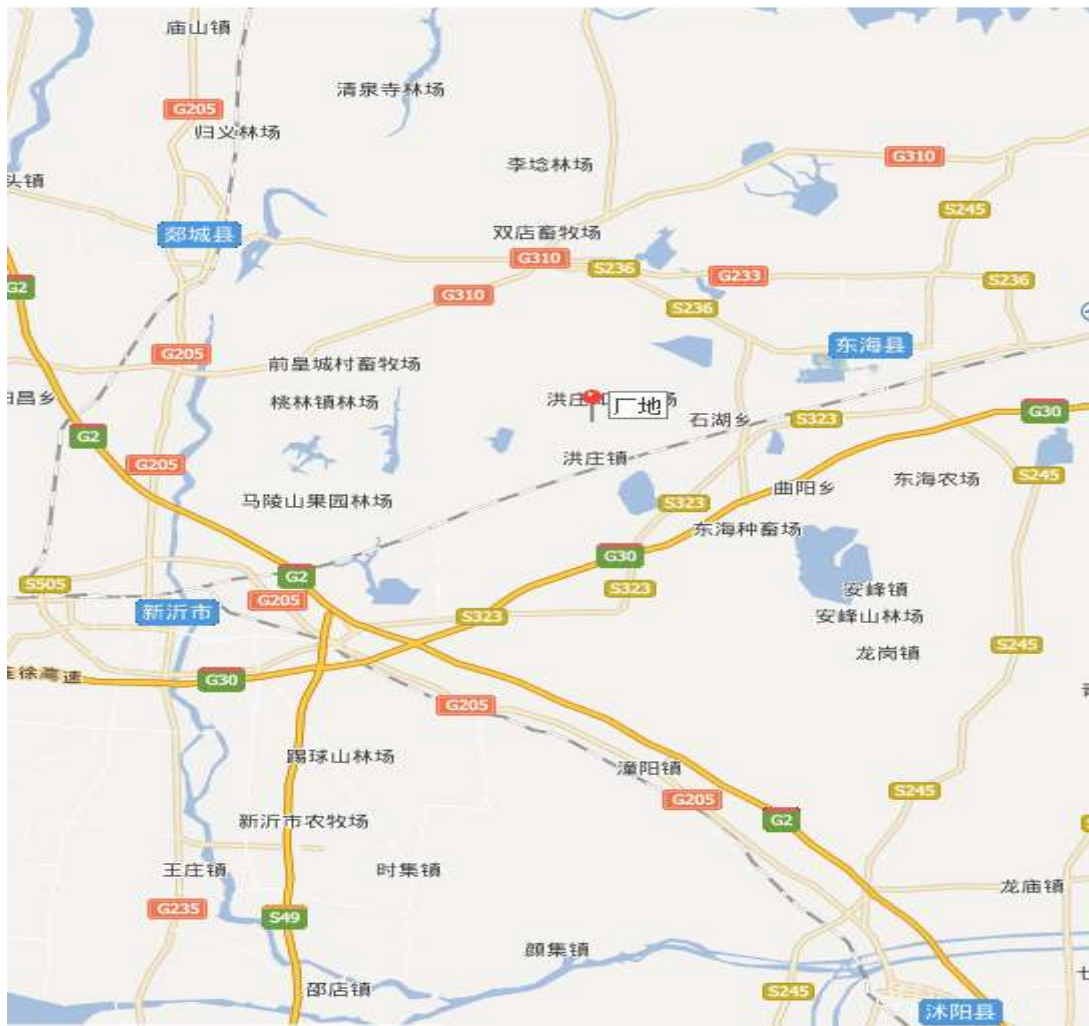 庙山镇
清泉寺林场
G205
归义林场
G310
李埝林场
头镇
S245
郯城县
双店畜牧场
G310
S236
G233
S236
G2
G310
S236
G205
东海县
前皇城村畜牧场
昌乡
桃林镇林场
洪庄
厂地
场
石湖乡
S323
G30
G2
G205
洪庄镇
S245
曲阳乡
东海农场
马陵山果园林场
S323
东海种畜场
G30
S505
G2
G205
S323
安峰镇
新沂市
S323
安峰山林场
S245
龙岗镇
连徐高速
G30
G205
踢球山林场
潼阳镇
G205
S245
新沂市农牧场
G2
王庄镇
时集镇
龙庙镇
G235
S49
颜集镇
邵店镇
S245
沭阳县